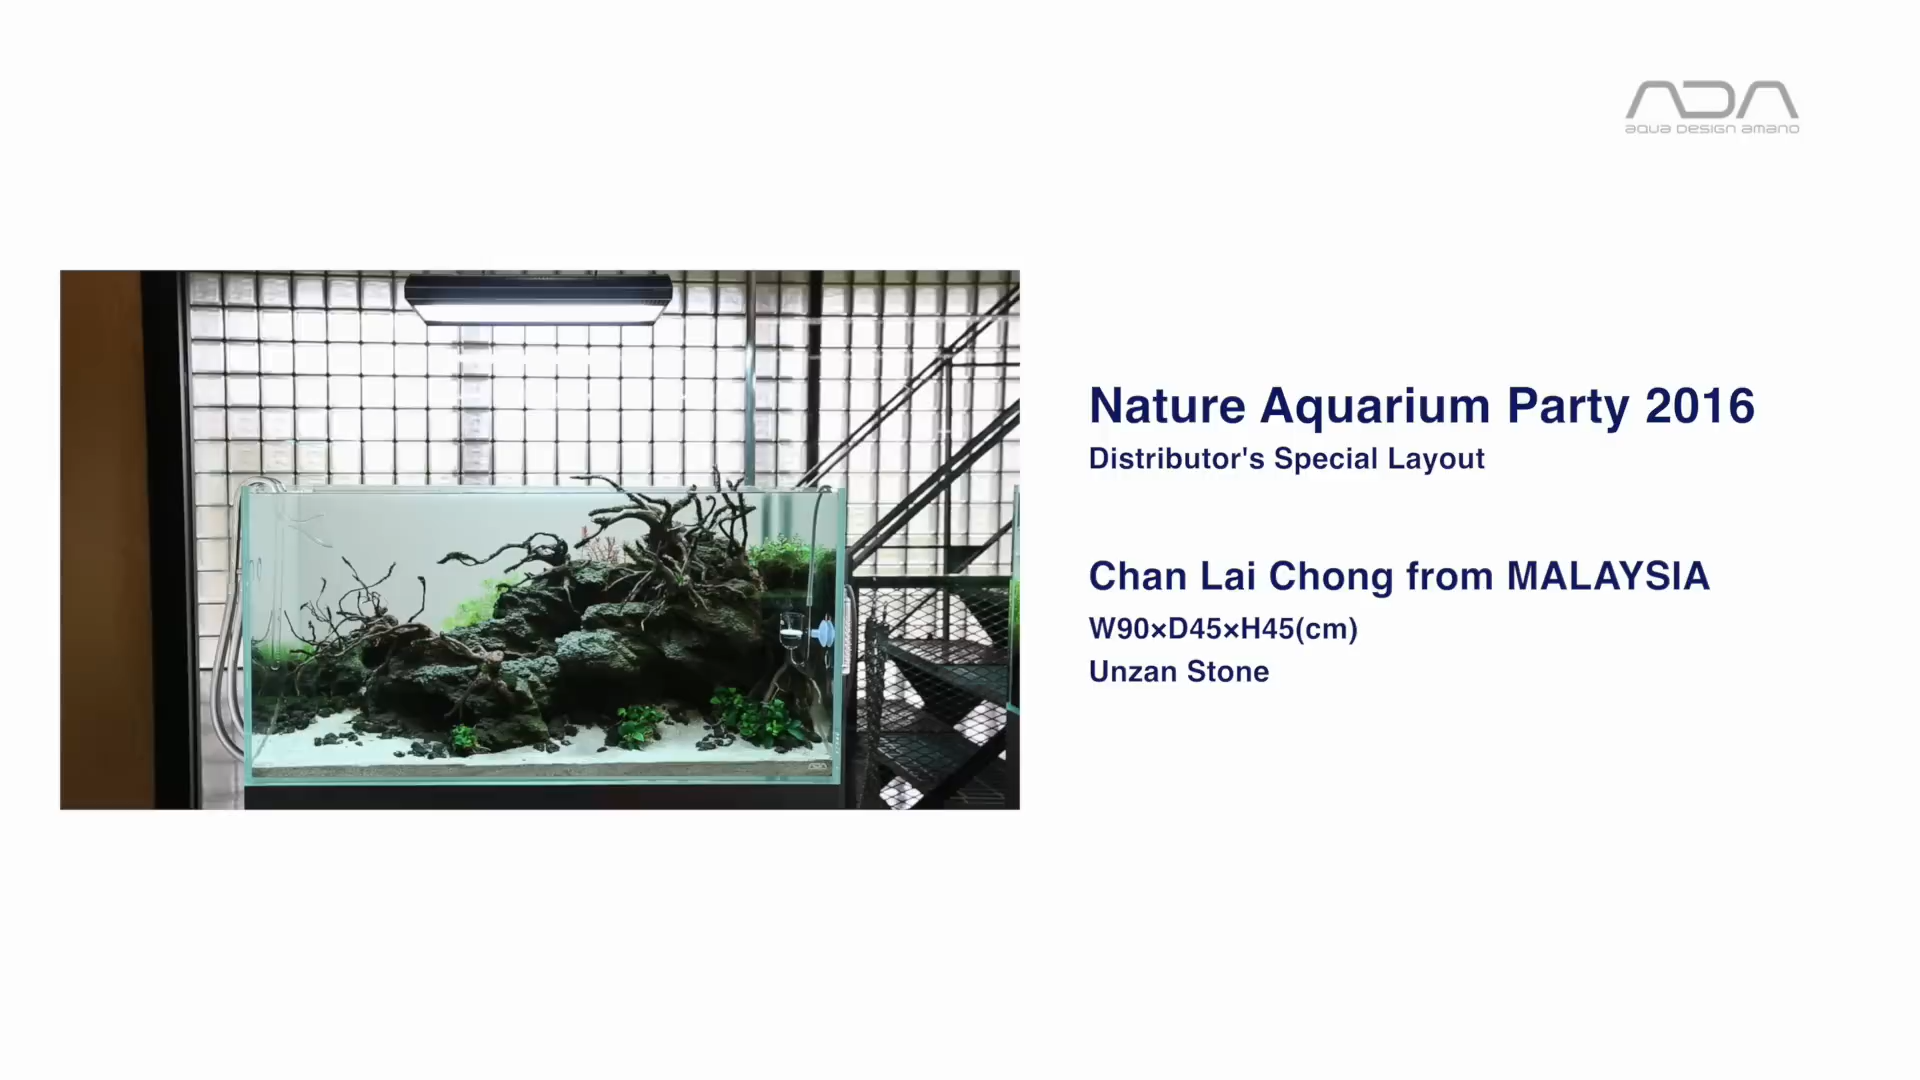 ADA
aqua Design amano
Nature Aquarium Party 2016
Distributor's Special Layout
Chan Lai Chong from MALAYSIA
W90×D45×H45(cm)
Unzan Stone
ADA